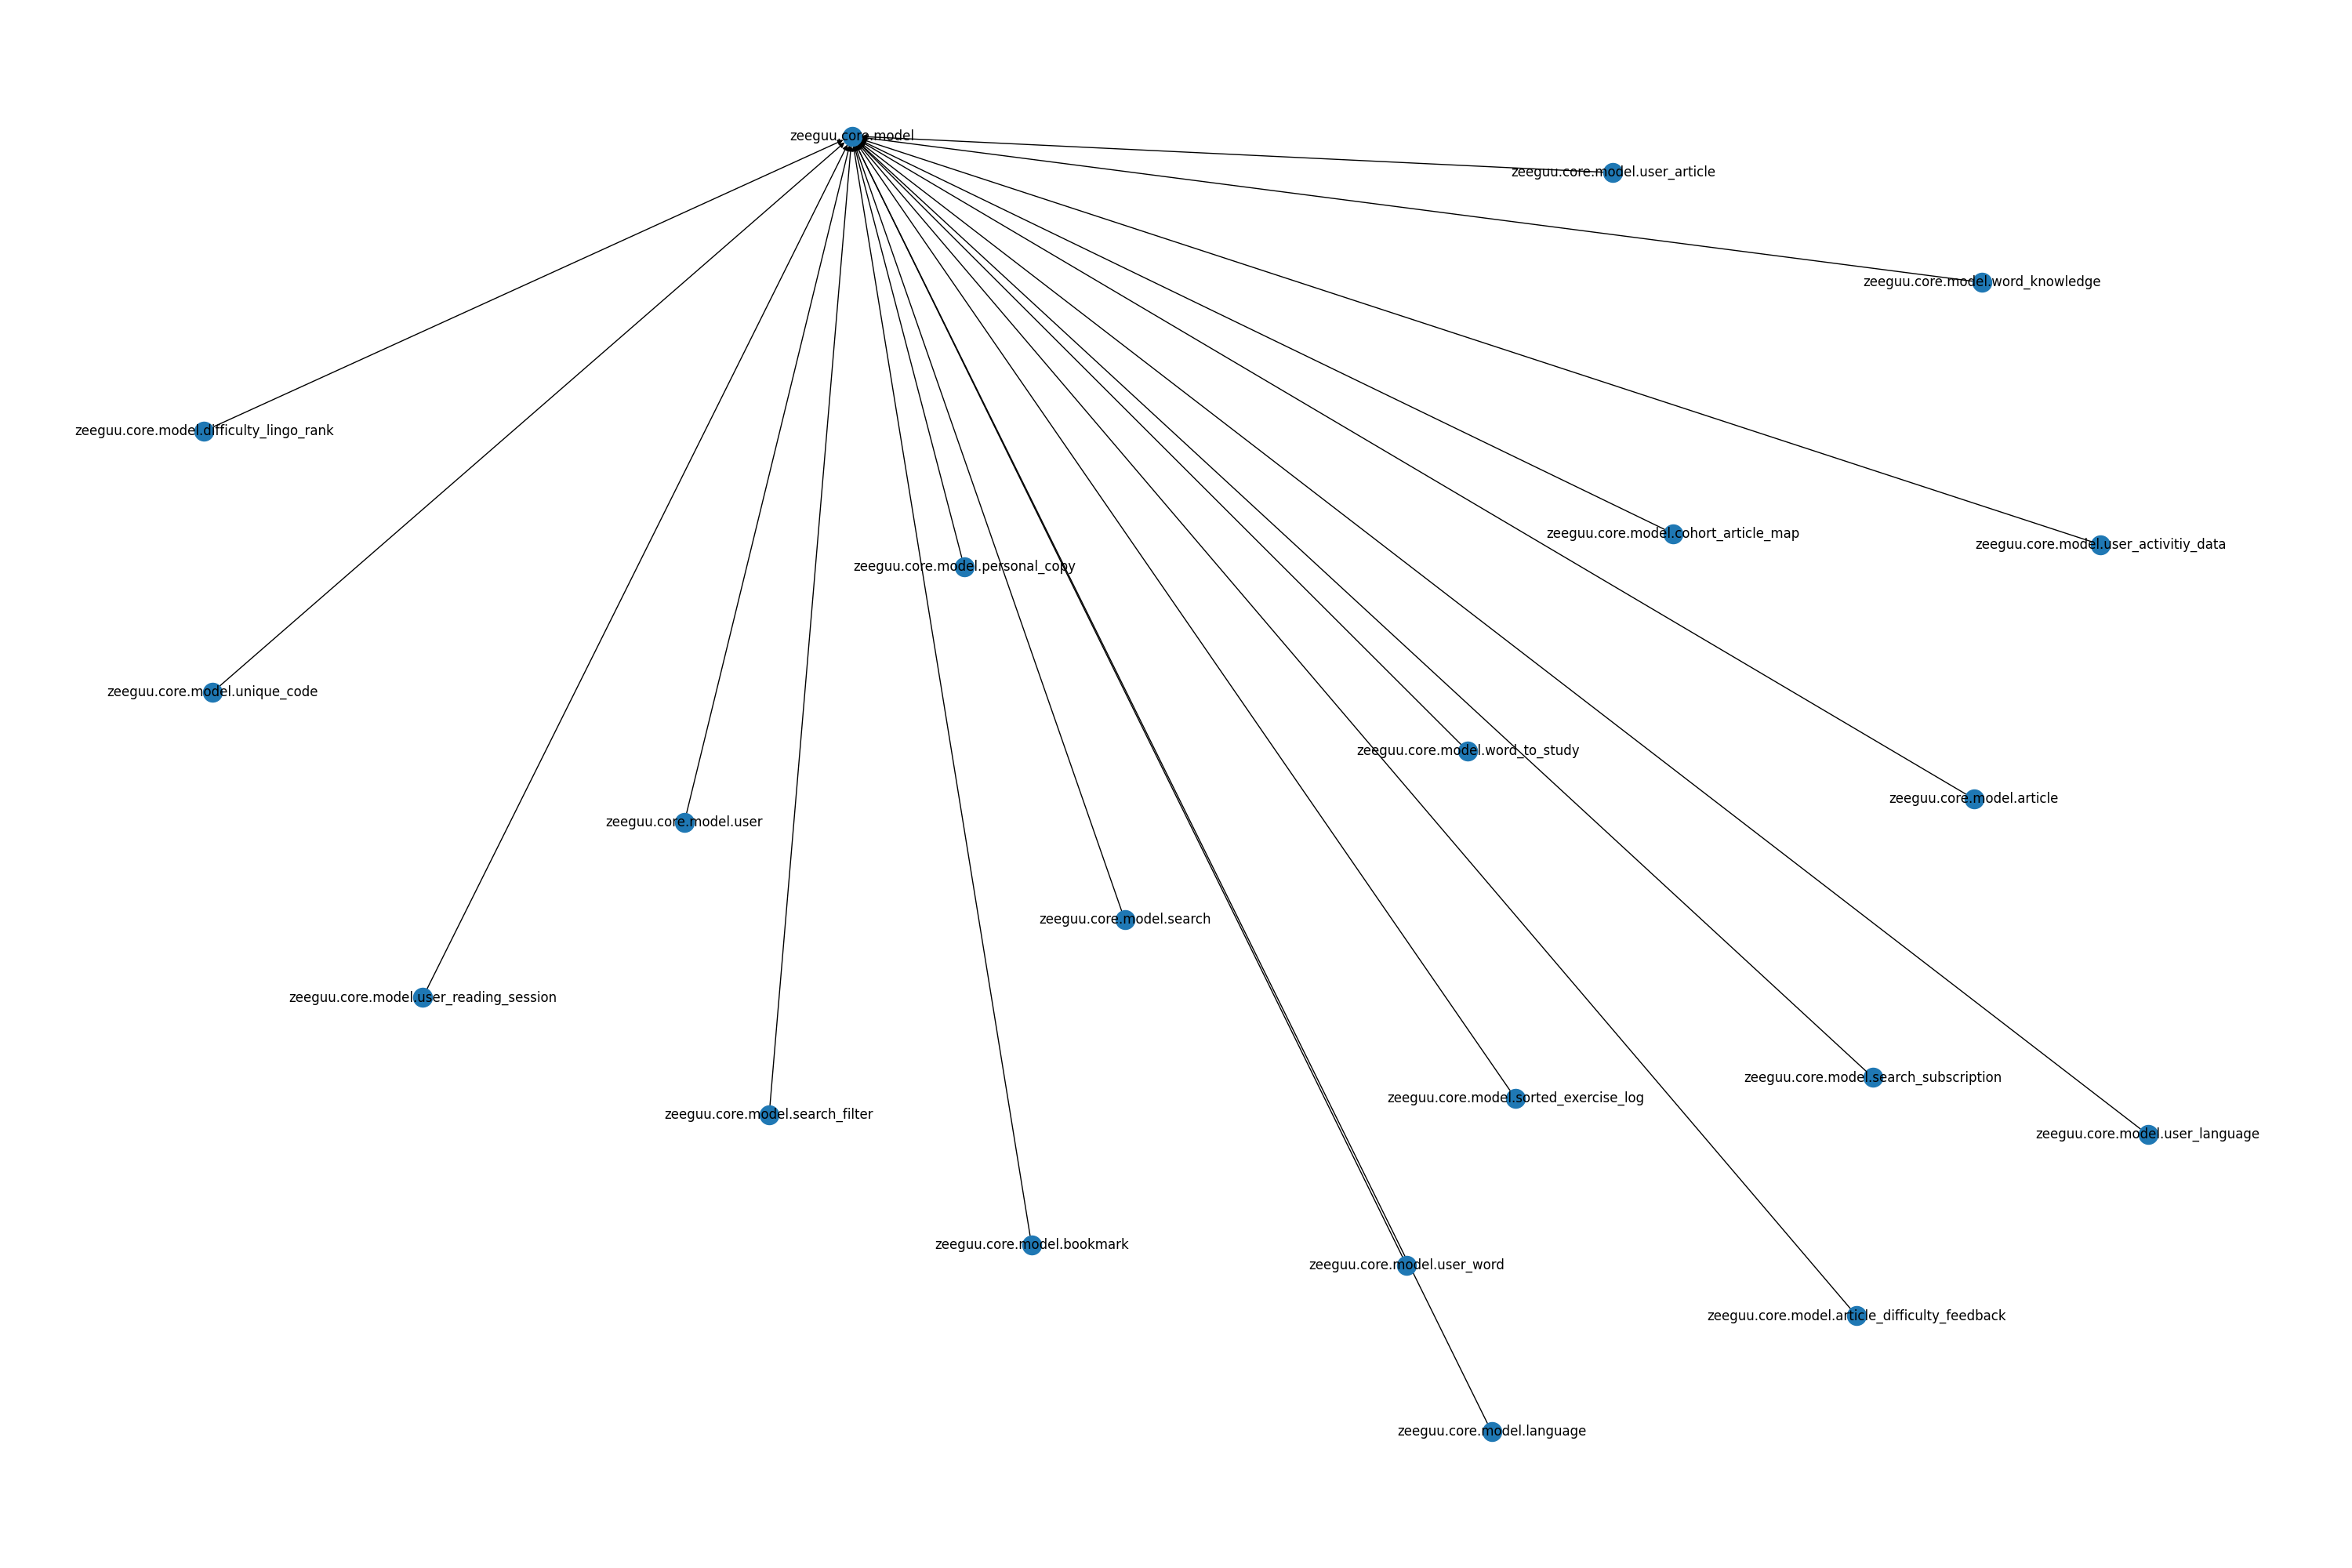 zeeguu.core.model
zeeguu.core.model.user_article
zeeguu.core.model.word_knowledge
zeeguu.core.model.difficulty_lingo_rank
zeeguu.core.model.cohort_article_map
zeeguu.core.model.user_activitiy_data
zeeguu.core.model.personal_copy
zeeguu.core.model.unique_code
zeeguu.core.model.word_to_study
zeeguu.core.model.article
zeeguu.core.model.user
zeeguu.core.model.search
zeeguu.core.model.user_reading_session
zeeguu.core.model.search_subscription
zeeguu.core.model.sorted_exercise_log
zeeguu.core.model.search_filter
zeeguu.core.model.user_language
zeeguu.core.model.bookmark
zeeguu.core.model.user_word
zeeguu.core.model.article_difficulty_feedback
zeeguu.core.model.language